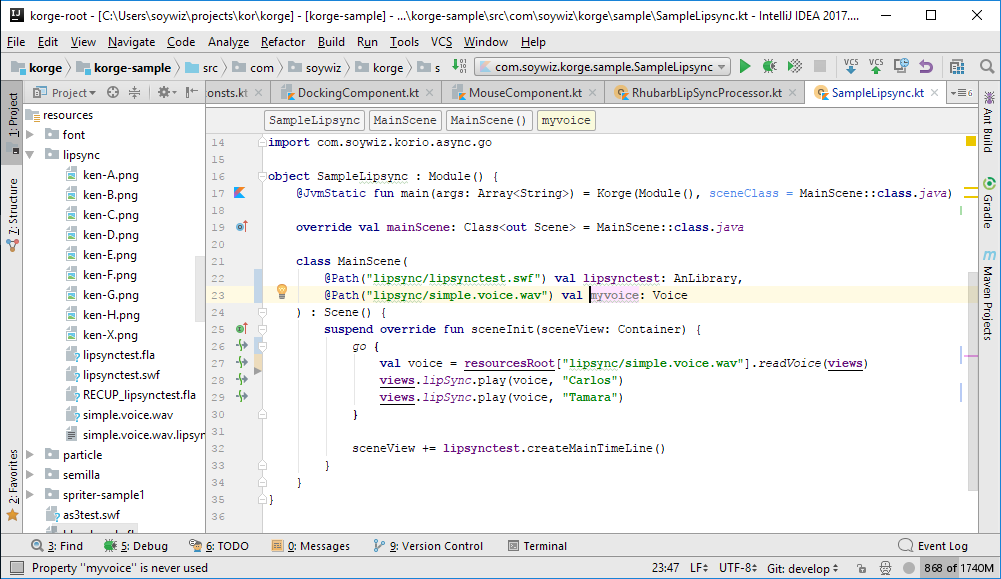 korge-root - [C:\Users\soywiz\projects\kor\korge] - [korge-sample] - ...\korge-sample\src\com\soywiz\korge\sample\SampleLipsync.kt - IntelliJ IDEA 2017....
File Edit View Navigate Code Analyze Refactor Build Run Tools VCS Window Help
korge korge-sample src com soywiz korge s com.soywiz.korge.sample.SampleLipsync VCS VCS
Project onsts.kt DockingComponent.kt MouseComponent.kt RhubarbLipSyncProcessor.kt SampleLipsync.kt 6
1: Project
7: Structure
2: Favorites
resources
font
lipsync
ken-A.png
ken-B.png
ken-C.png
ken-D.png
ken-E.png
ken-F.png
ken-G.png
ken-H.png
ken-X.png
lipsynctest.fla
lipsynctest.swf
RECUP_lipsynctest.fla
simple.voice.wav
simple.voice.wav.lipsyn
particle
semilla
spriter-sample1
as3test.swf
SampleLipsync MainScene MainScene() myvoice
14 import com.soywiz.korio.async.go
15
16 object SampleLipsync : Module() {
17 @JvmStatic fun main(args: Array<String>) = Korge(Module(), sceneClass = MainScene::class.java)
18
19 override val mainScene: Class<out Scene> = MainScene::class.java
20
21 class MainScene(
22 @Path("lipsync/lipsynctest.swf") val lipsynctest: AnLibrary,
23 @Path("lipsync/simple.voice.wav") val myvoice: Voice
24 ) : Scene() {
25 suspend override fun sceneInit(sceneView: Container) {
26 go {
27 val voice = resourcesRoot["lipsync/simple.voice.wav"].readVoice(views)
28 views.lipSync.play(voice, "Carlos")
29 views.lipSync.play(voice, "Tamara")
30 }
31
32 sceneView += lipsynctest.createMainTimeLine()
33 }
34 }
35 }
36
Ant Build
Gradle
Maven Projects
3: Find 5: Debug 6: TODO 0: Messages 9: Version Control Terminal Event Log
Property "myvoice" is never used 23:47 LF÷ UTF-8÷ Git: develop÷ 868 of 1740M